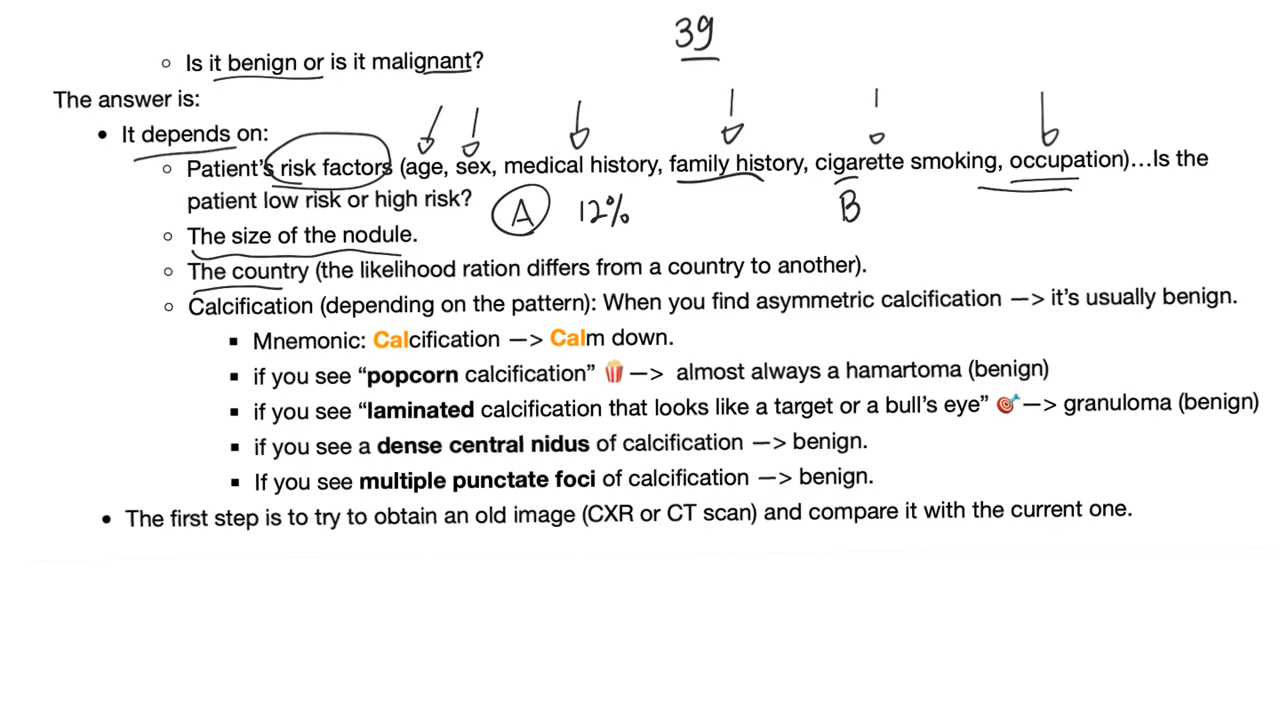 39
○ Is it benign or is it malignant?
The answer is:
• It depends on:
○ Patient's risk factors (age, sex, medical history, family history, cigarette smoking, occupation)...Is the
patient low risk or high risk?
A 12% B
○ The size of the nodule.
○ The country (the likelihood ration differs from a country to another).
○ Calcification (depending on the pattern): When you find asymmetric calcification —> it's usually benign.
▪ Mnemonic: Calcification —> Calm down.
▪ if you see “popcorn calcification” 🍿 —> almost always a hamartoma (benign)
▪ if you see “laminated calcification that looks like a target or a bull's eye” 🎯 —> granuloma (benign)
▪ if you see a dense central nidus of calcification —> benign.
▪ If you see multiple punctate foci of calcification —> benign.
• The first step is to try to obtain an old image (CXR or CT scan) and compare it with the current one.